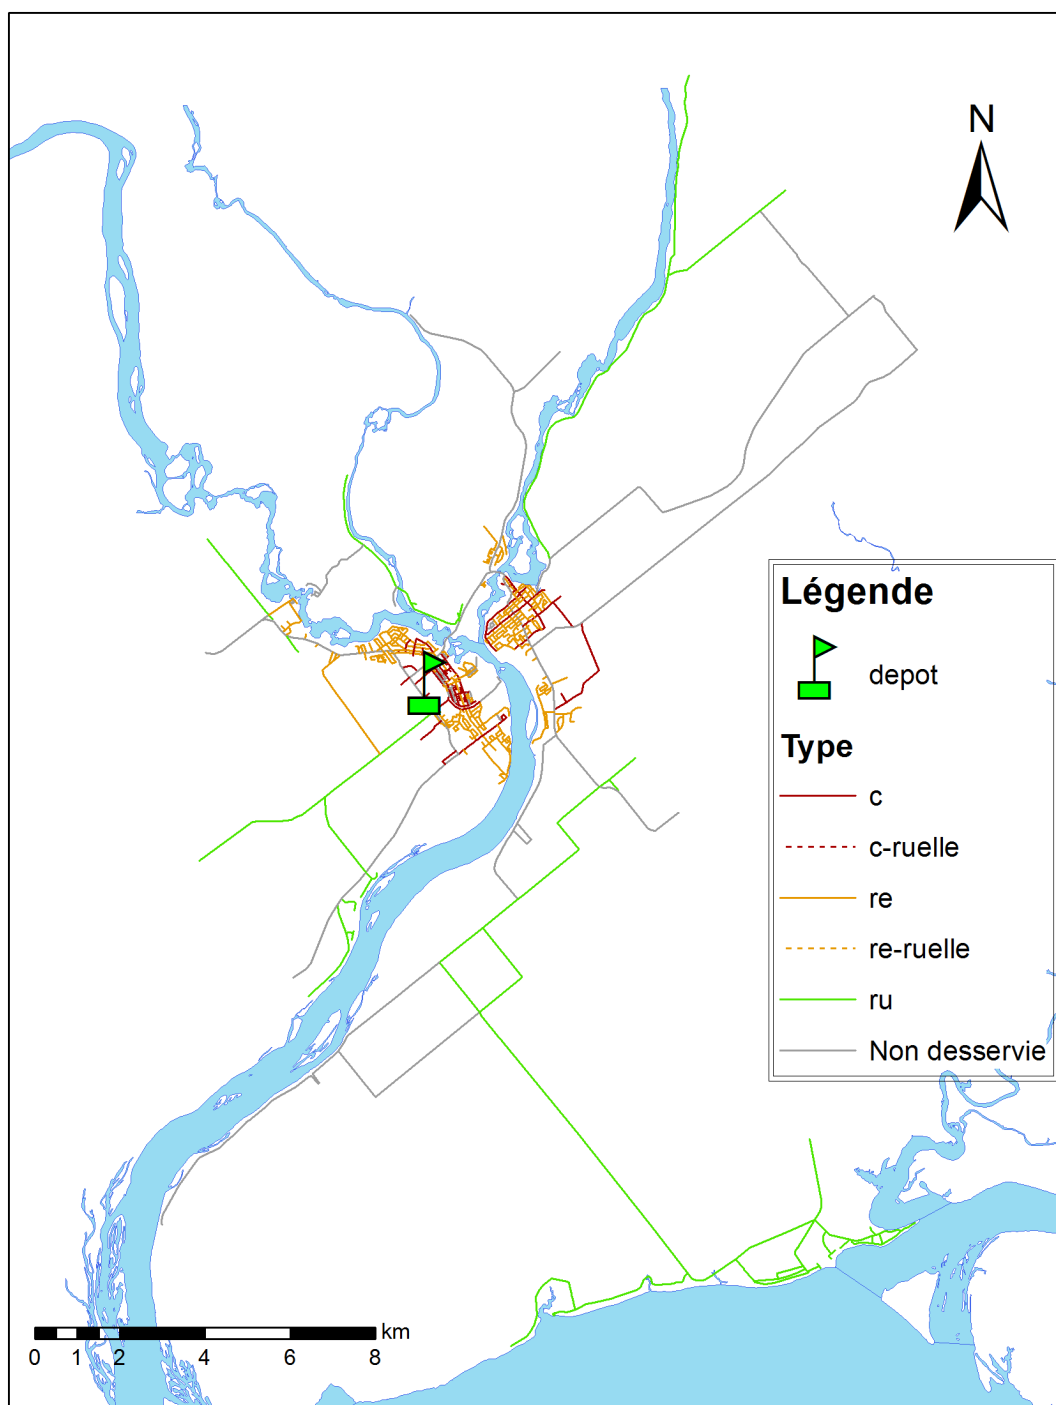 N
Légende
depot
Type
c
c-ruelle
re
re-ruelle
ru
Non desservie
km
0 1 2 4 6 8